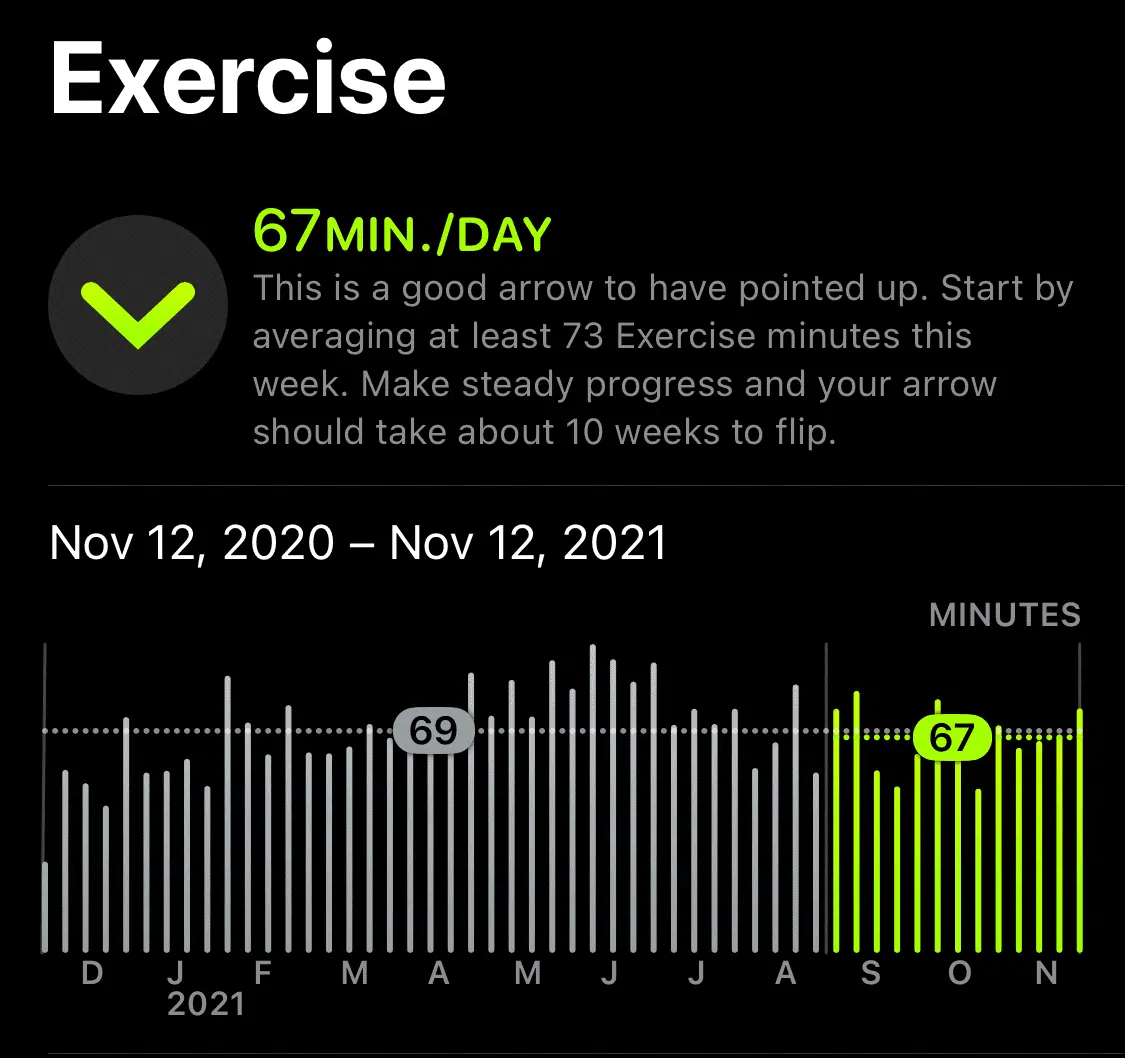 Exercise
67MIN./DAY
This is a good arrow to have pointed up. Start by
averaging at least 73 Exercise minutes this
week. Make steady progress and your arrow
should take about 10 weeks to flip.
Nov 12, 2020 – Nov 12, 2021
MINUTES
69
67
D J F M A M J J A S O N
2021